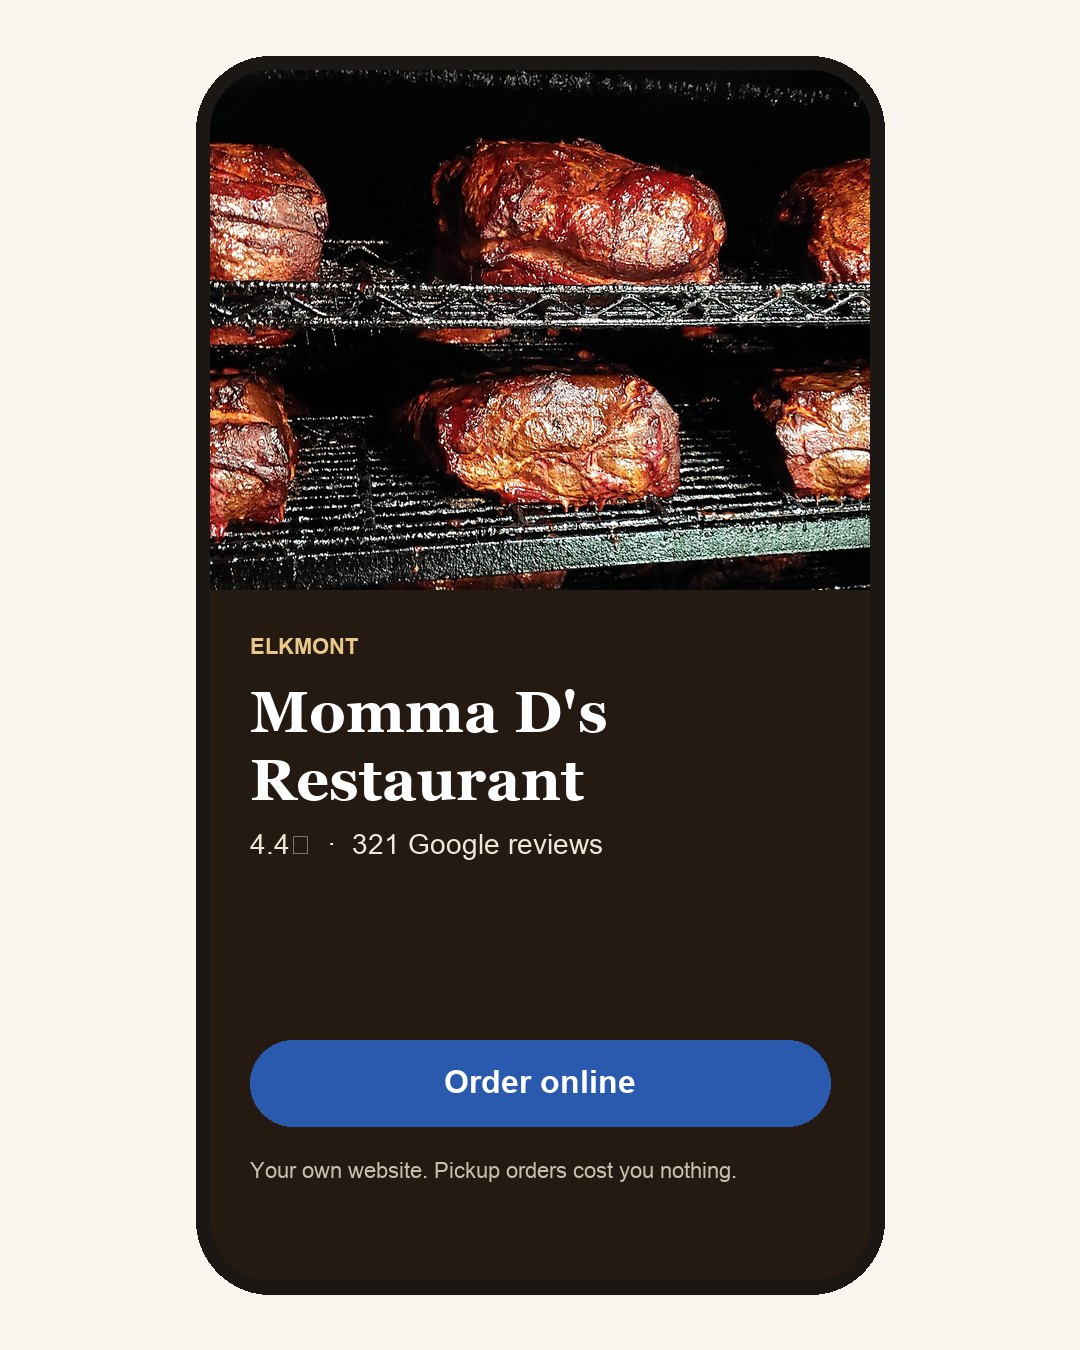 ELKMONT
Momma D's
Restaurant
4.4□ · 321 Google reviews
Order online
Your own website. Pickup orders cost you nothing.